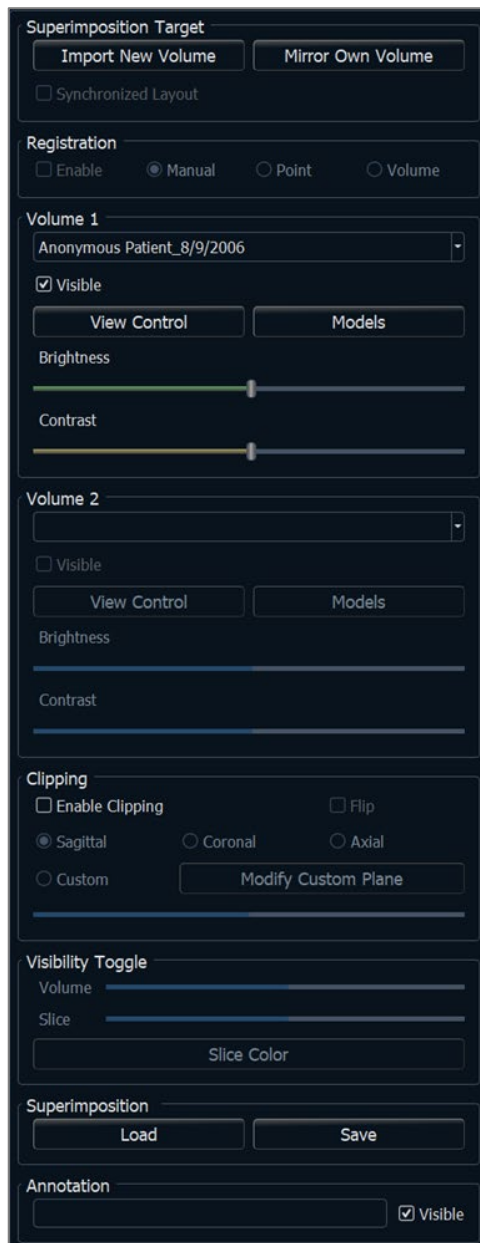 Superimposition Target
Import New Volume Mirror Own Volume
Synchronized Layout
Registration
Enable Manual Point Volume
Volume 1
Anonymous Patient_8/9/2006
Visible
View Control Models
Brightness
Contrast
Volume 2
Visible
View Control Models
Brightness
Contrast
Clipping
Enable Clipping Flip
Sagittal Coronal Axial
Custom Modify Custom Plane
Visibility Toggle
Volume
Slice
Slice Color
Superimposition
Load Save
Annotation
Visible